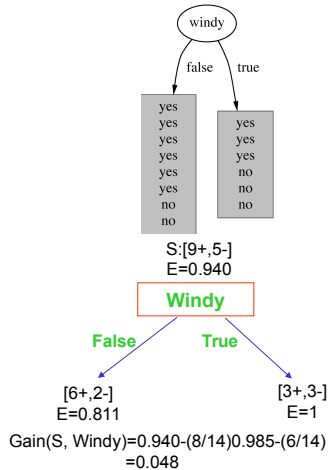 windy
false true
yes
yes
yes
yes
yes
yes
no
no
yes
yes
yes
no
no
no
S:[9+,5-]
E=0.940
Windy
False True
[6+,2-] [3+,3-]
E=0.811 E=1
Gain(S, Windy)=0.940-(8/14)0.985-(6/14)
=0.048